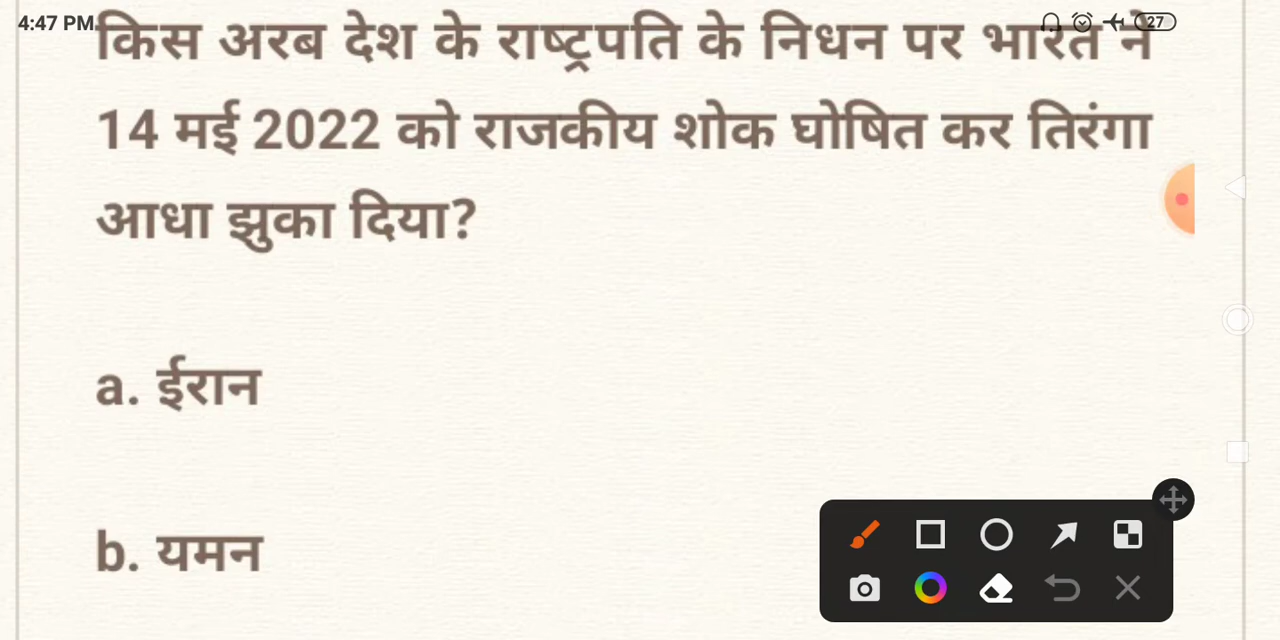 4:47 PM
27
किस अरब देश के राष्ट्रपति के निधन पर भारत ने
14 मई 2022 को राजकीय शोक घोषित कर तिरंगा
आधा झुका दिया?
a. ईरान
b. यमन